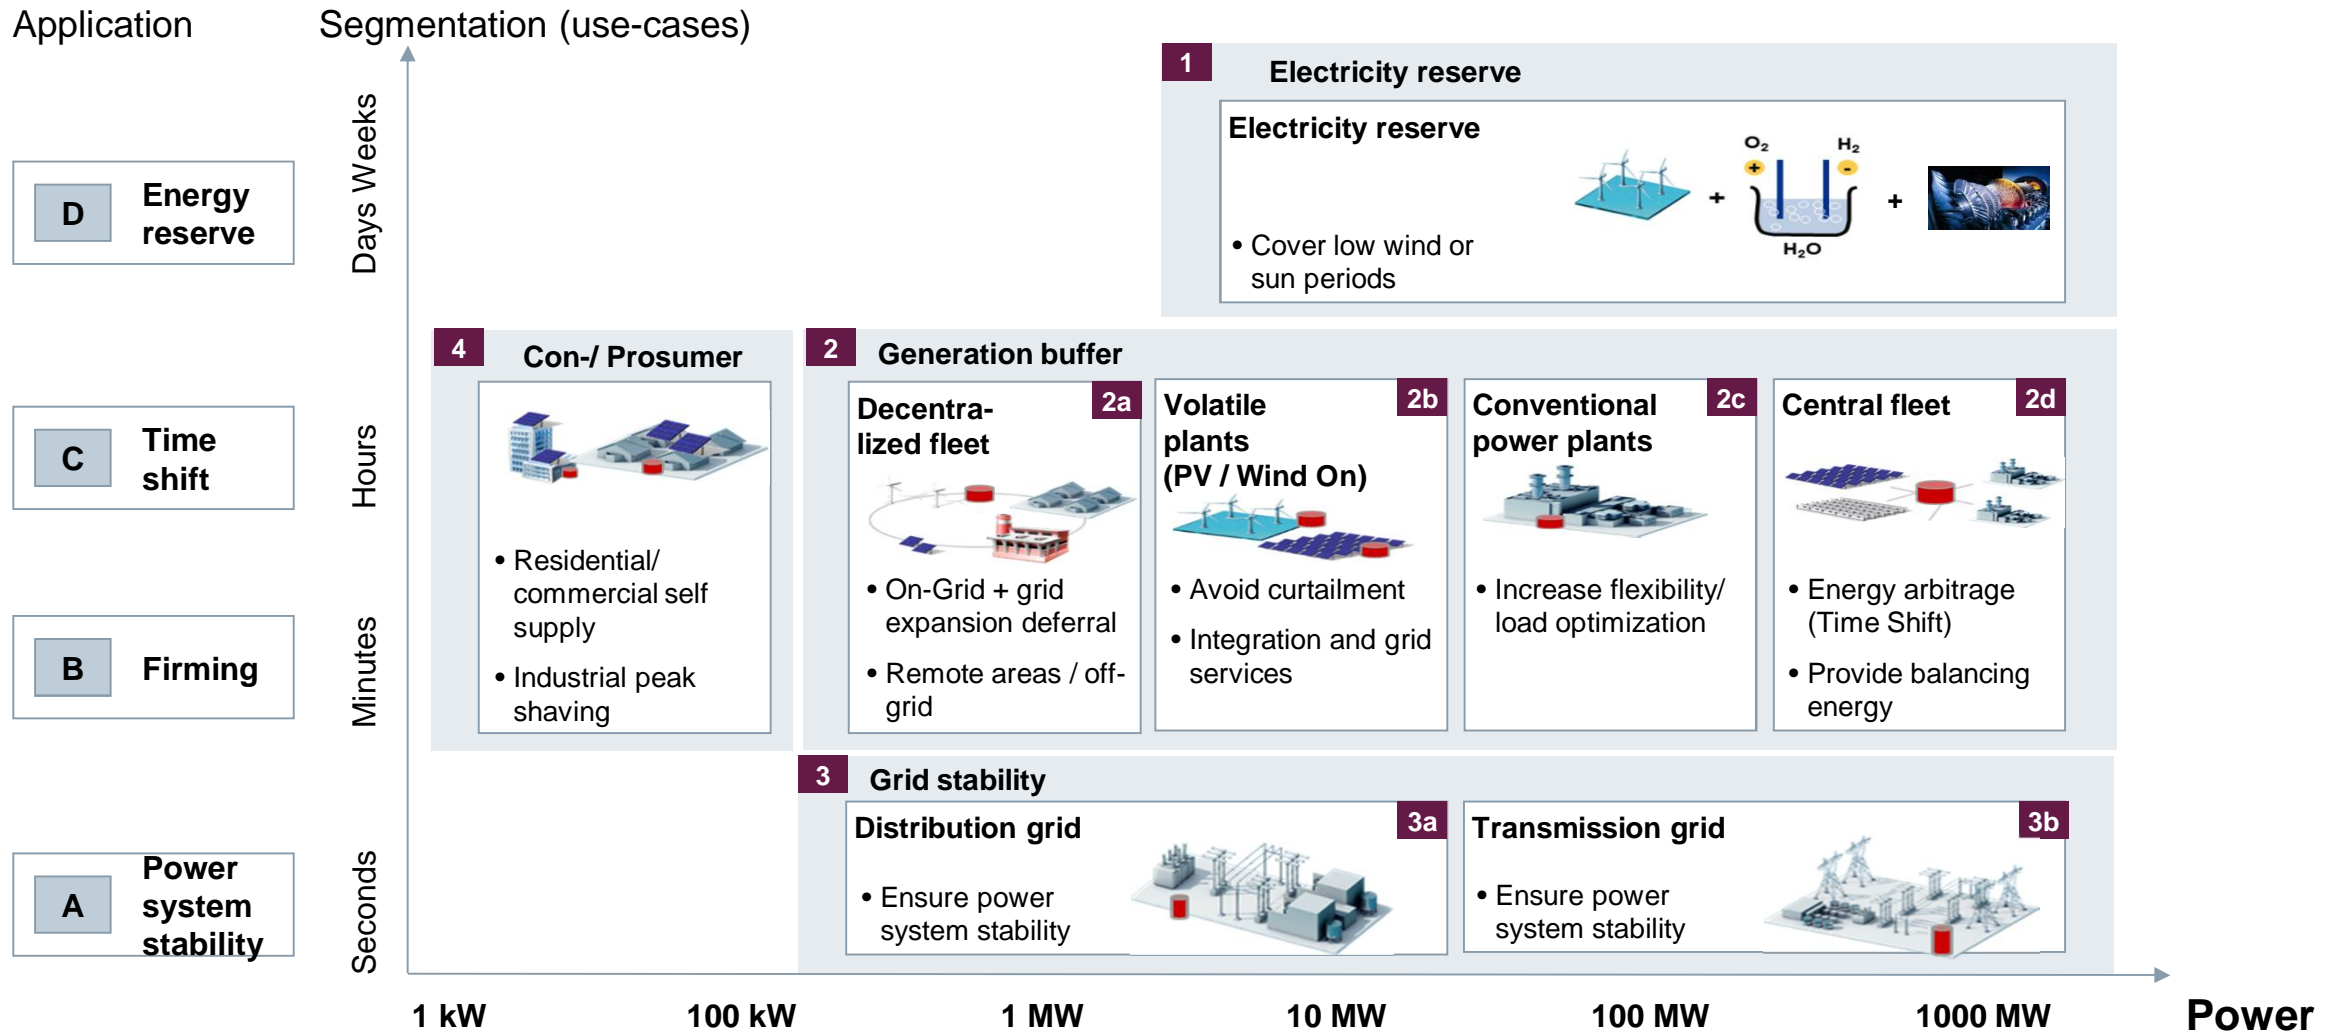 Application
Segmentation (use-cases)
Days Weeks
Hours
Minutes
Seconds
D
Energy
reserve
C
Time
shift
B
Firming
A
Power
system
stability
1
Electricity reserve
Electricity reserve
• Cover low wind or
sun periods
+
O₂
H₂
+
-
H₂O
+
4
Con-/ Prosumer
• Residential/
commercial self
supply
• Industrial peak
shaving
2
Generation buffer
2a
Decentra-
lized fleet
• On-Grid + grid
expansion deferral
• Remote areas / off-
grid
2b
Volatile
plants
(PV / Wind On)
• Avoid curtailment
• Integration and grid
services
2c
Conventional
power plants
• Increase flexibility/
load optimization
2d
Central fleet
• Energy arbitrage
(Time Shift)
• Provide balancing
energy
3
Grid stability
3a
Distribution grid
• Ensure power
system stability
3b
Transmission grid
• Ensure power
system stability
1 kW
100 kW
1 MW
10 MW
100 MW
1000 MW
Power